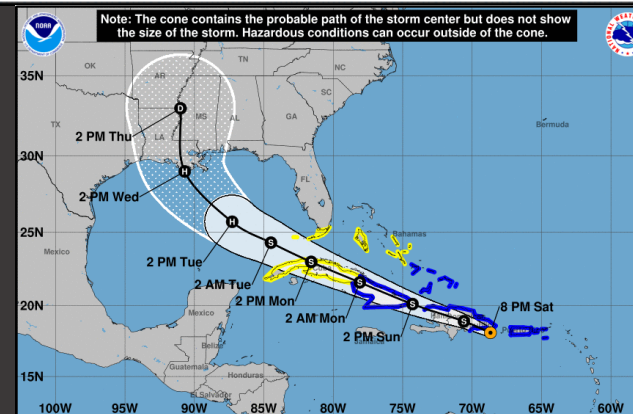 Note: The cone contains the probable path of the storm center but does not show
the size of the storm. Hazardous conditions can occur outside of the cone.
NOAA
OK
TN
NC
35N
AR
SC
TX
MS
AL
GA
2 PM Thu
LA
Bermuda
30N
2 PM Wed
FL
25N
Bahamas
Mexico
2 PM Tue
2 AM Tue
2 PM Mon
20N
8 PM Sat
2 AM Mon
Mexico
2 PM Sun
Belize
Guatemala
Honduras
15N
El Salvador
100W
95W
90W
85W
80W
75W
70W
65W
60W
D
H
H
S
S
S
S
S